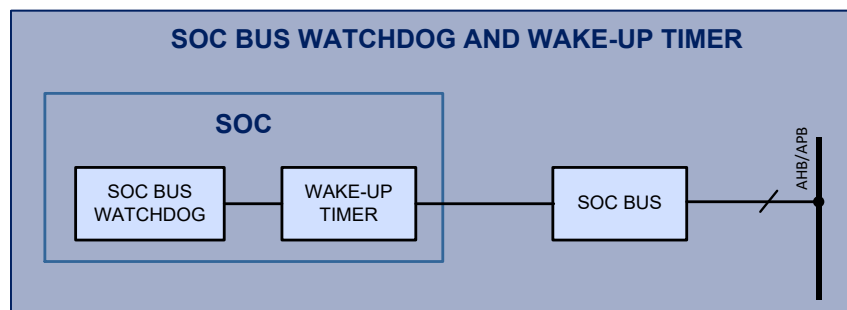 SOC BUS WATCHDOG AND WAKE-UP TIMER
SOC
SOC BUS
WATCHDOG
WAKE-UP
TIMER
SOC BUS
AHB/APB